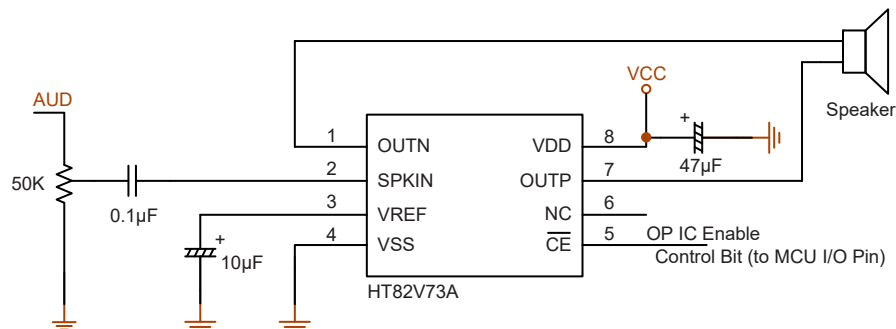 AUD
50K
0.1µF
10µF
+
1
2
3
4
OUTN
SPKIN
VREF
VSS
VDD
OUTP
NC
CE
HT82V73A
8
7
6
5
VCC
+
47µF
Speaker
OP IC Enable
Control Bit (to MCU I/O Pin)